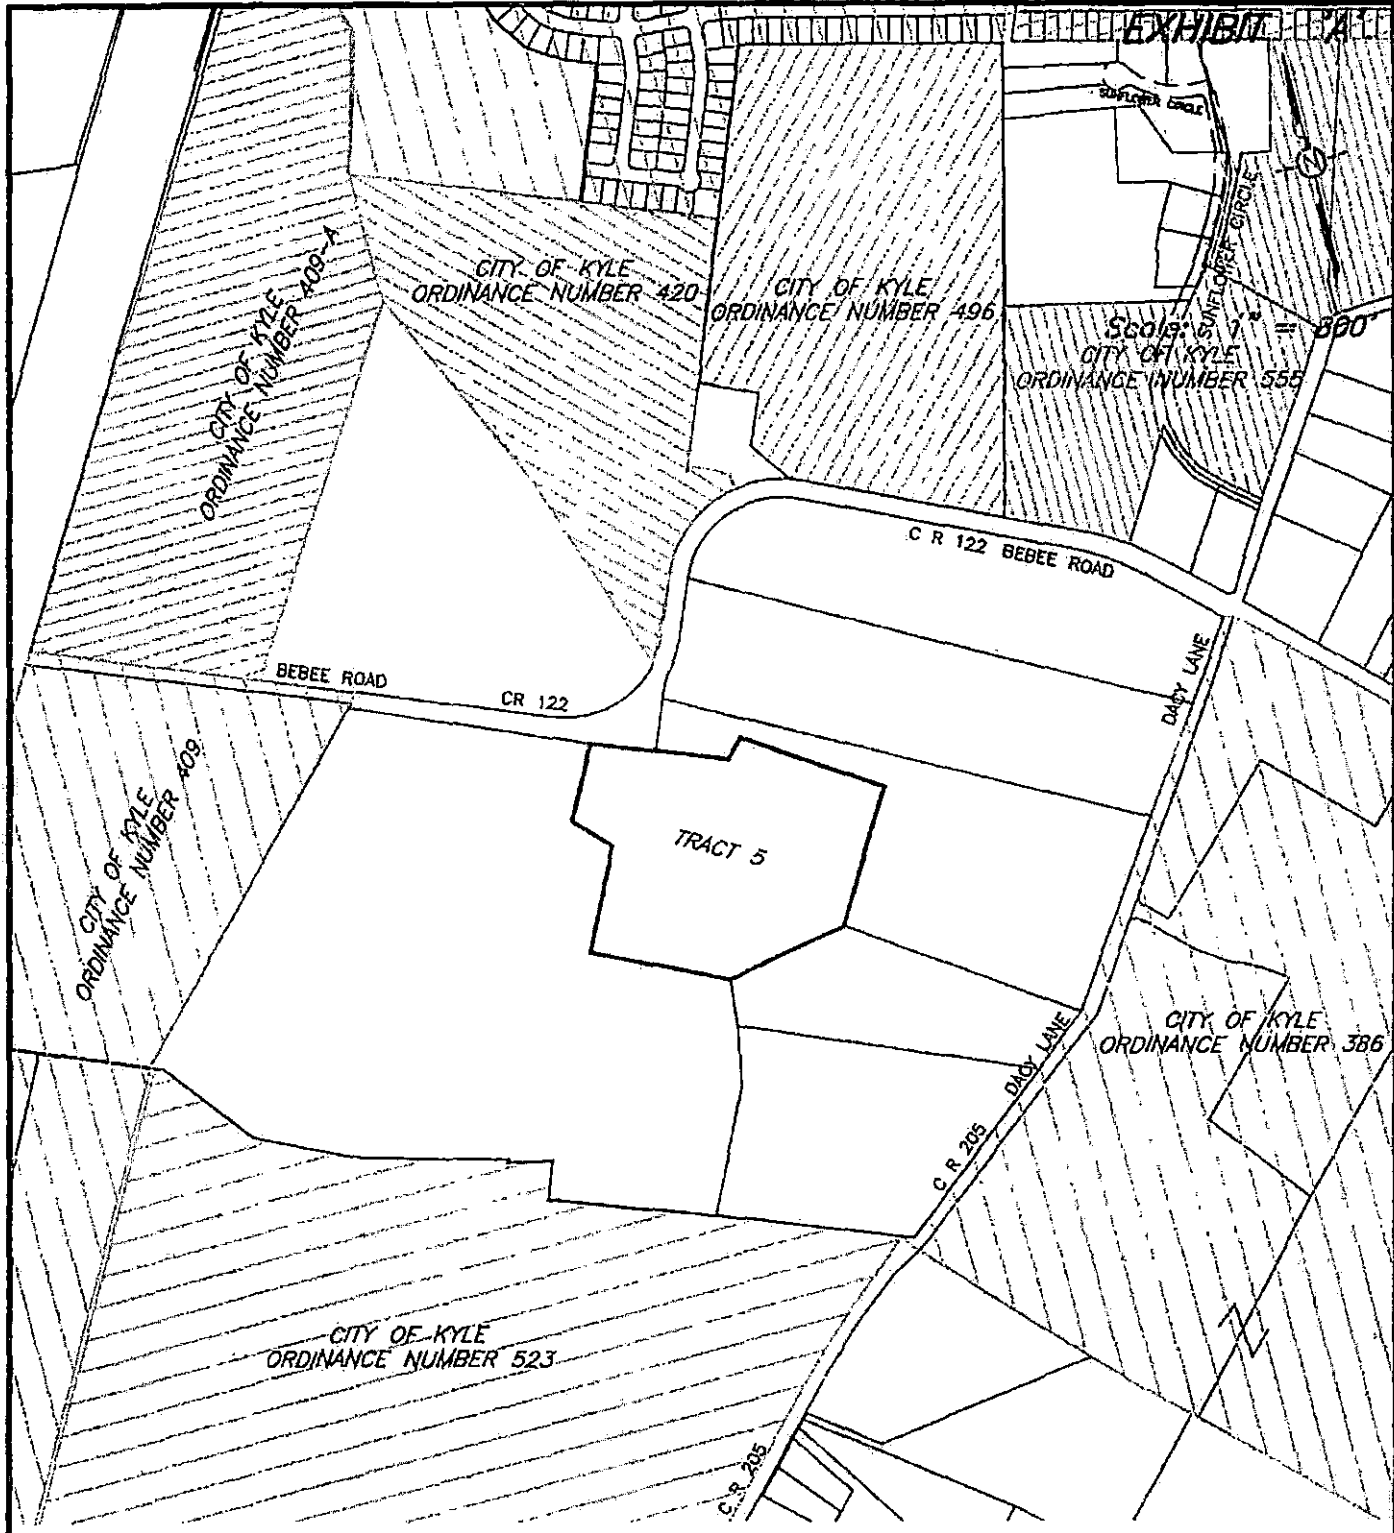 EXHIBIT "A"
SUNFLOWER CIRCLE
SUNFLOWER CIRCLE
N
CITY OF KYLE
ORDINANCE NUMBER 409-A
CITY OF KYLE
ORDINANCE NUMBER 420
CITY OF KYLE
ORDINANCE NUMBER 496
Scale: 1" =
CITY OF KYLE
ORDINANCE NUMBER 555
C R 122 BEBEE ROAD
BEBEE ROAD
CR 122
DACY LANE
CITY OF KYLE
ORDINANCE NUMBER 409
TRACT 5
CITY OF KYLE
ORDINANCE NUMBER 386
DACY LANE
C R 205
CITY OF KYLE
ORDINANCE NUMBER 523
C R 205